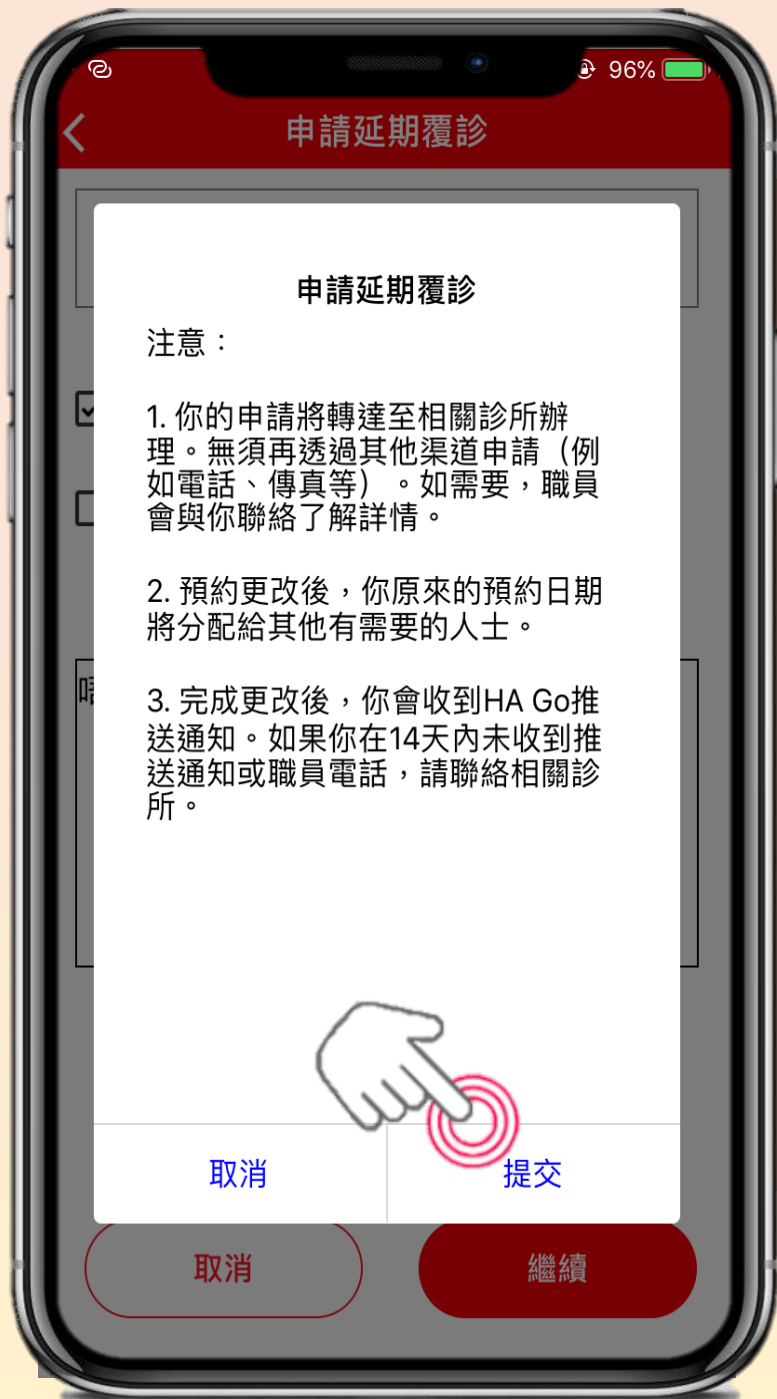 96%
申請延期覆診
申請延期覆診
注意：
1. 你的申請將轉達至相關診所辦
理。無須再透過其他渠道申請（例
如電話、傳真等）。如需要，職員
會與你聯絡了解詳情。
2. 預約更改後，你原來的預約日期
將分配給其他有需要的人士。
3. 完成更改後，你會收到HA Go推
送通知。如果你在14天內未收到推
送通知或職員電話，請聯絡相關診
所。
取消
提交
取消
繼續